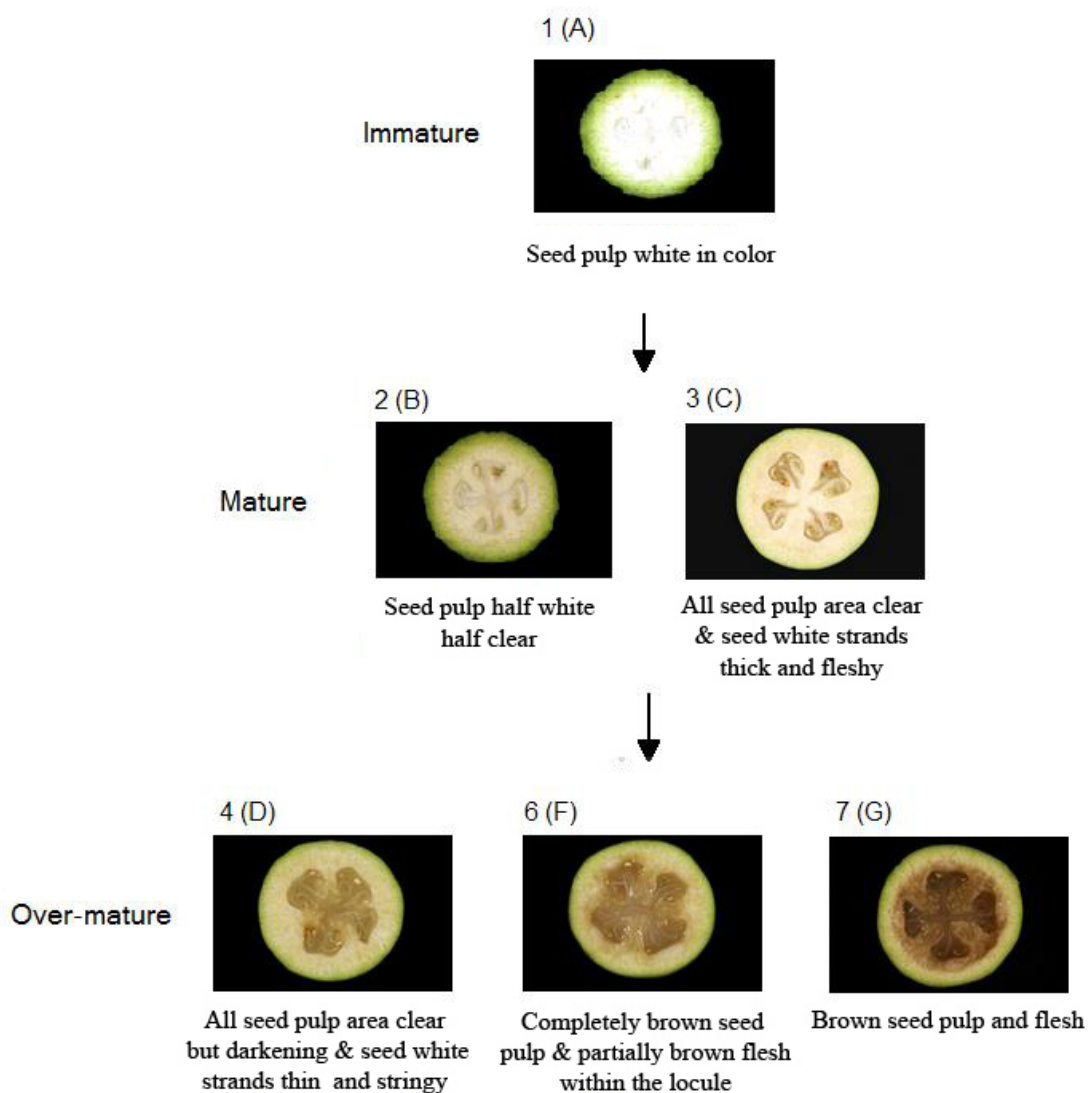 1 (A)
Immature
Seed pulp white in color
2 (B)
3 (C)
Mature
Seed pulp half white
half clear
All seed pulp area clear
& seed white strands
thick and fleshy
4 (D)
6 (F)
7 (G)
Over-mature
All seed pulp area clear
but darkening & seed white
strands thin and stringy
Completely brown seed
pulp & partially brown flesh
within the locule
Brown seed pulp and flesh